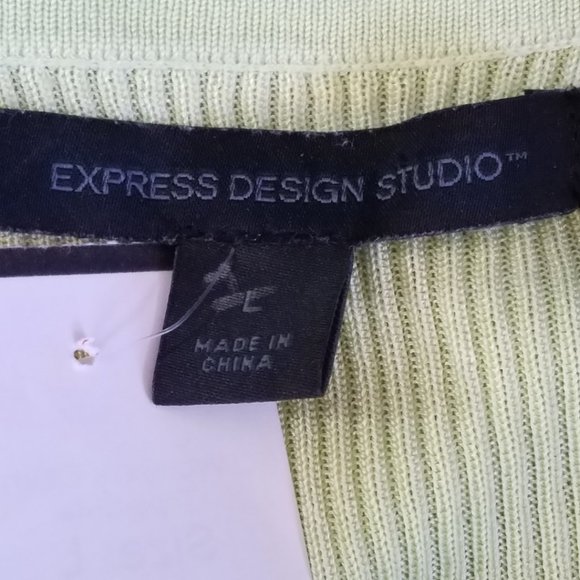 EXPRESS DESIGN STUDIO™
L
MADE IN
CHINA